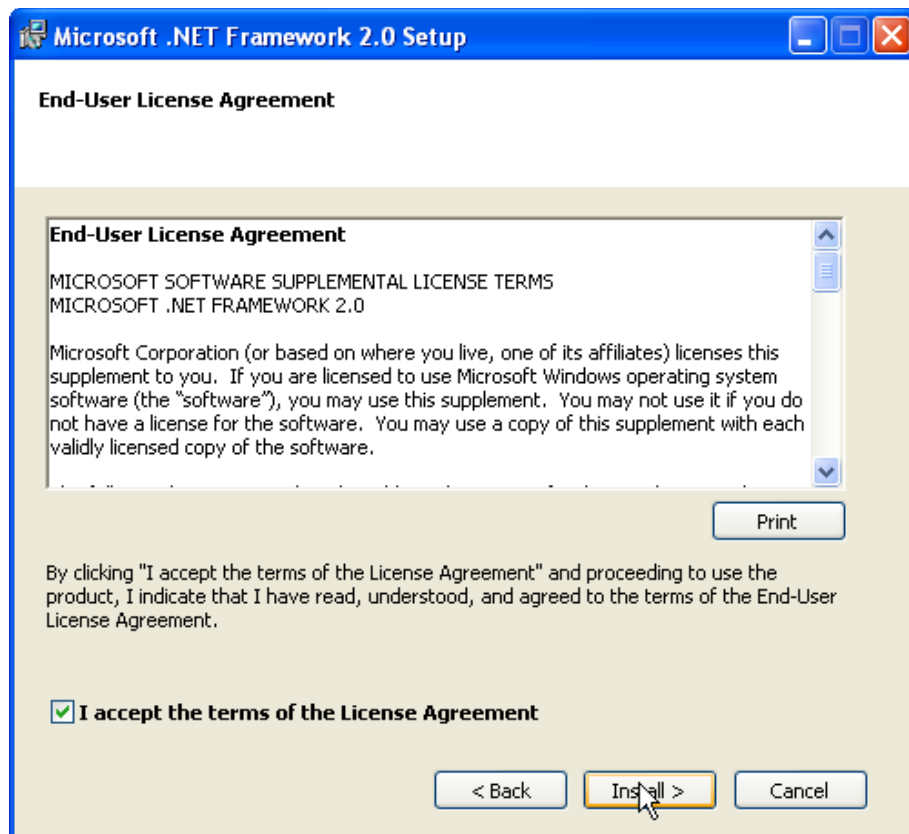 Microsoft .NET Framework 2.0 Setup
End-User License Agreement
End-User License Agreement
MICROSOFT SOFTWARE SUPPLEMENTAL LICENSE TERMS
MICROSOFT .NET FRAMEWORK 2.0
Microsoft Corporation (or based on where you live, one of its affiliates) licenses this
supplement to you.  If you are licensed to use Microsoft Windows operating system
software (the “software”), you may use this supplement.  You may not use it if you do
not have a license for the software.  You may use a copy of this supplement with each
validly licensed copy of the software.
Print
By clicking "I accept the terms of the License Agreement" and proceeding to use the
product, I indicate that I have read, understood, and agreed to the terms of the End-User
License Agreement.
I accept the terms of the License Agreement
< Back
Install >
Cancel